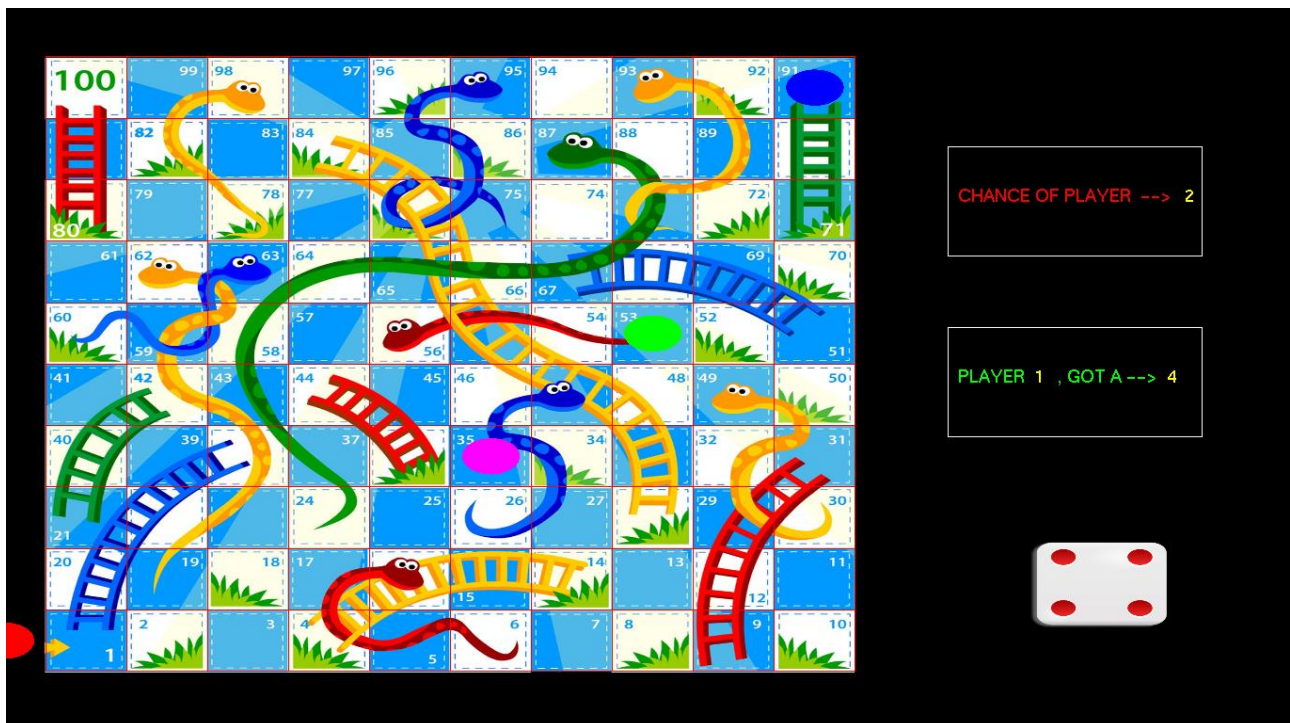 100 99 98 97 96 95 94 93 92 91
82 83 84 85 86 87 88 89
80 79 78 77 75 74 72 71
61 62 63 64 65 66 67 69 70
60 59 58 57 56 54 53 52 51
41 42 43 44 45 46 48 49 50
40 39 37 35 34 32 31
21 24 25 26 27 29 30
20 19 18 17 15 14 13 12 11
1 2 3 4 5 6 7 8 9 10
CHANCE OF PLAYER --> 2
PLAYER 1 , GOT A --> 4